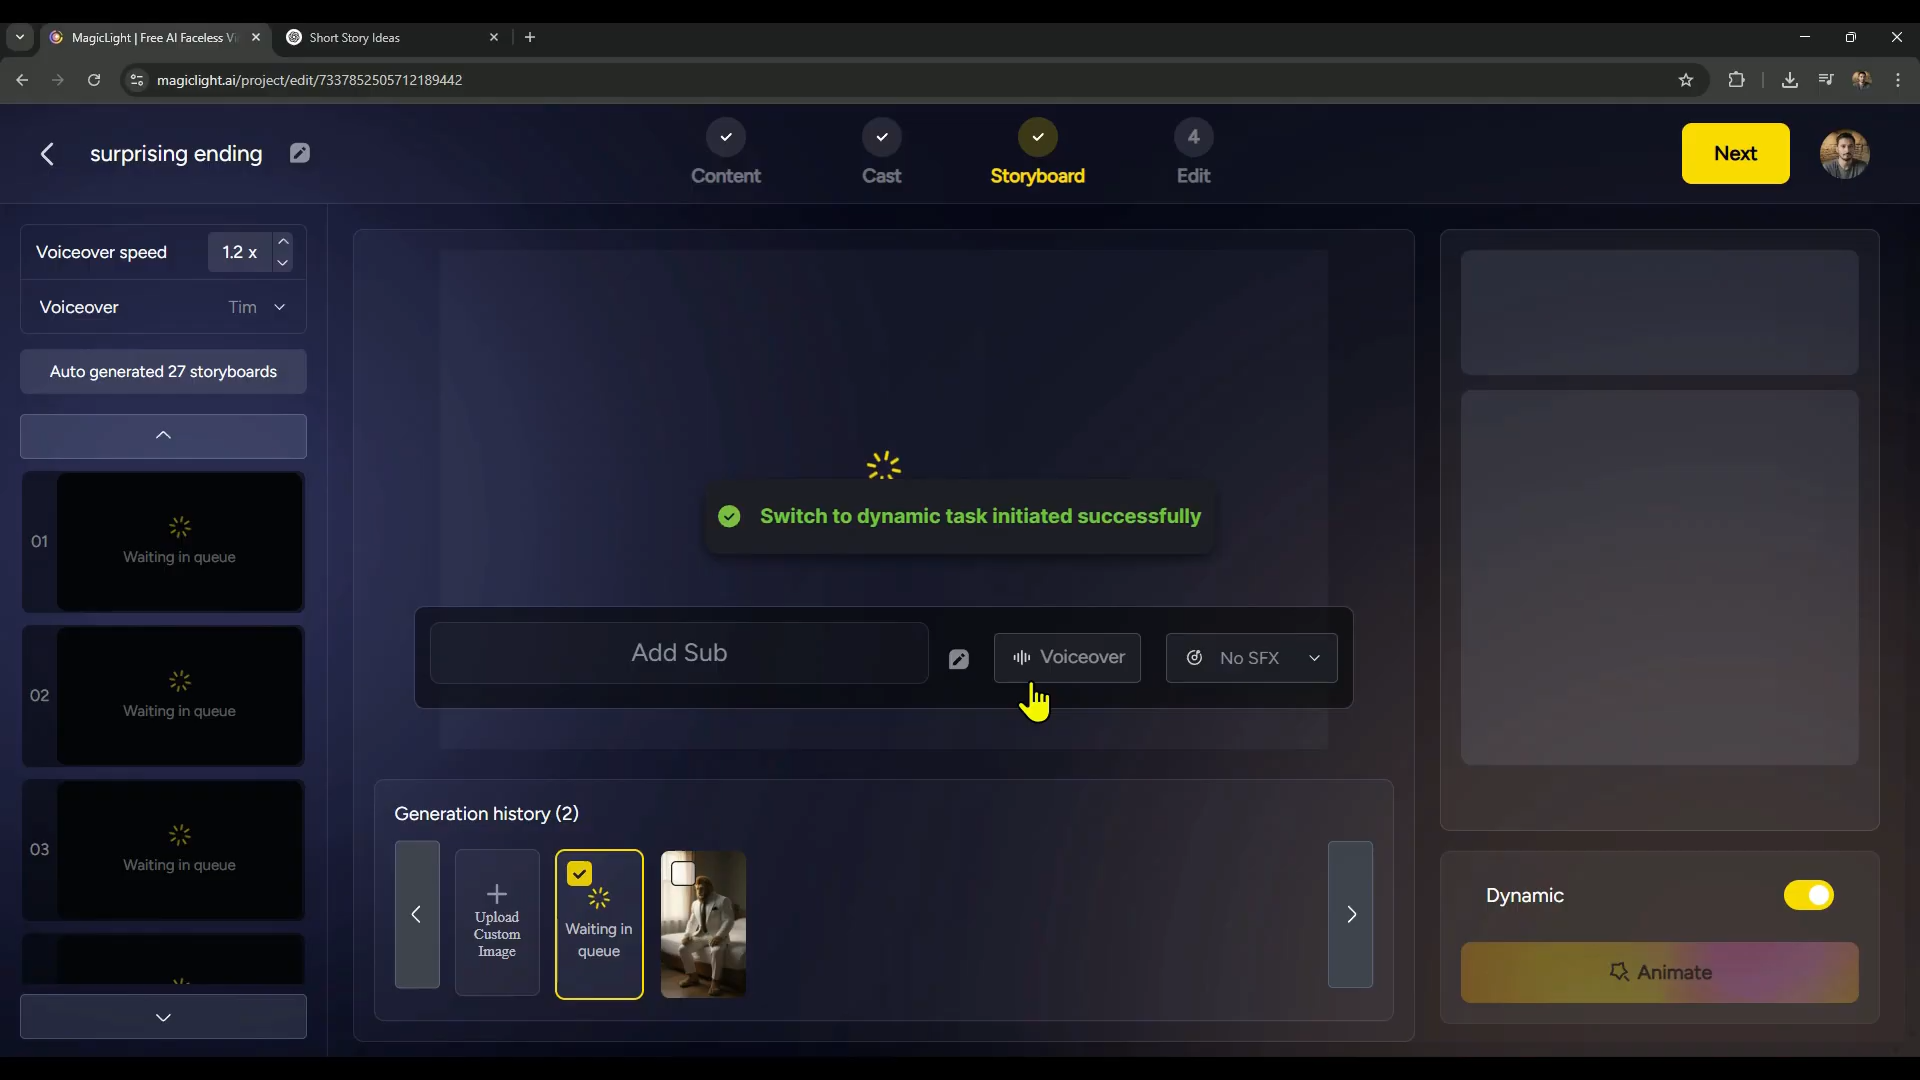 MagicLight | Free AI Faceless Vi
Short Story Ideas
magiclight.ai/project/edit/7337852505712189442
surprising ending
Content
Cast
Storyboard
4
Edit
Next
Voiceover speed
1.2 x
Voiceover
Tim
Auto generated 27 storyboards
01
Waiting in queue
02
Waiting in queue
03
Waiting in queue
Switch to dynamic task initiated successfully
Add Sub
Voiceover
No SFX
Generation history (2)
Upload
Custom
Image
Waiting in
queue
Dynamic
Animate